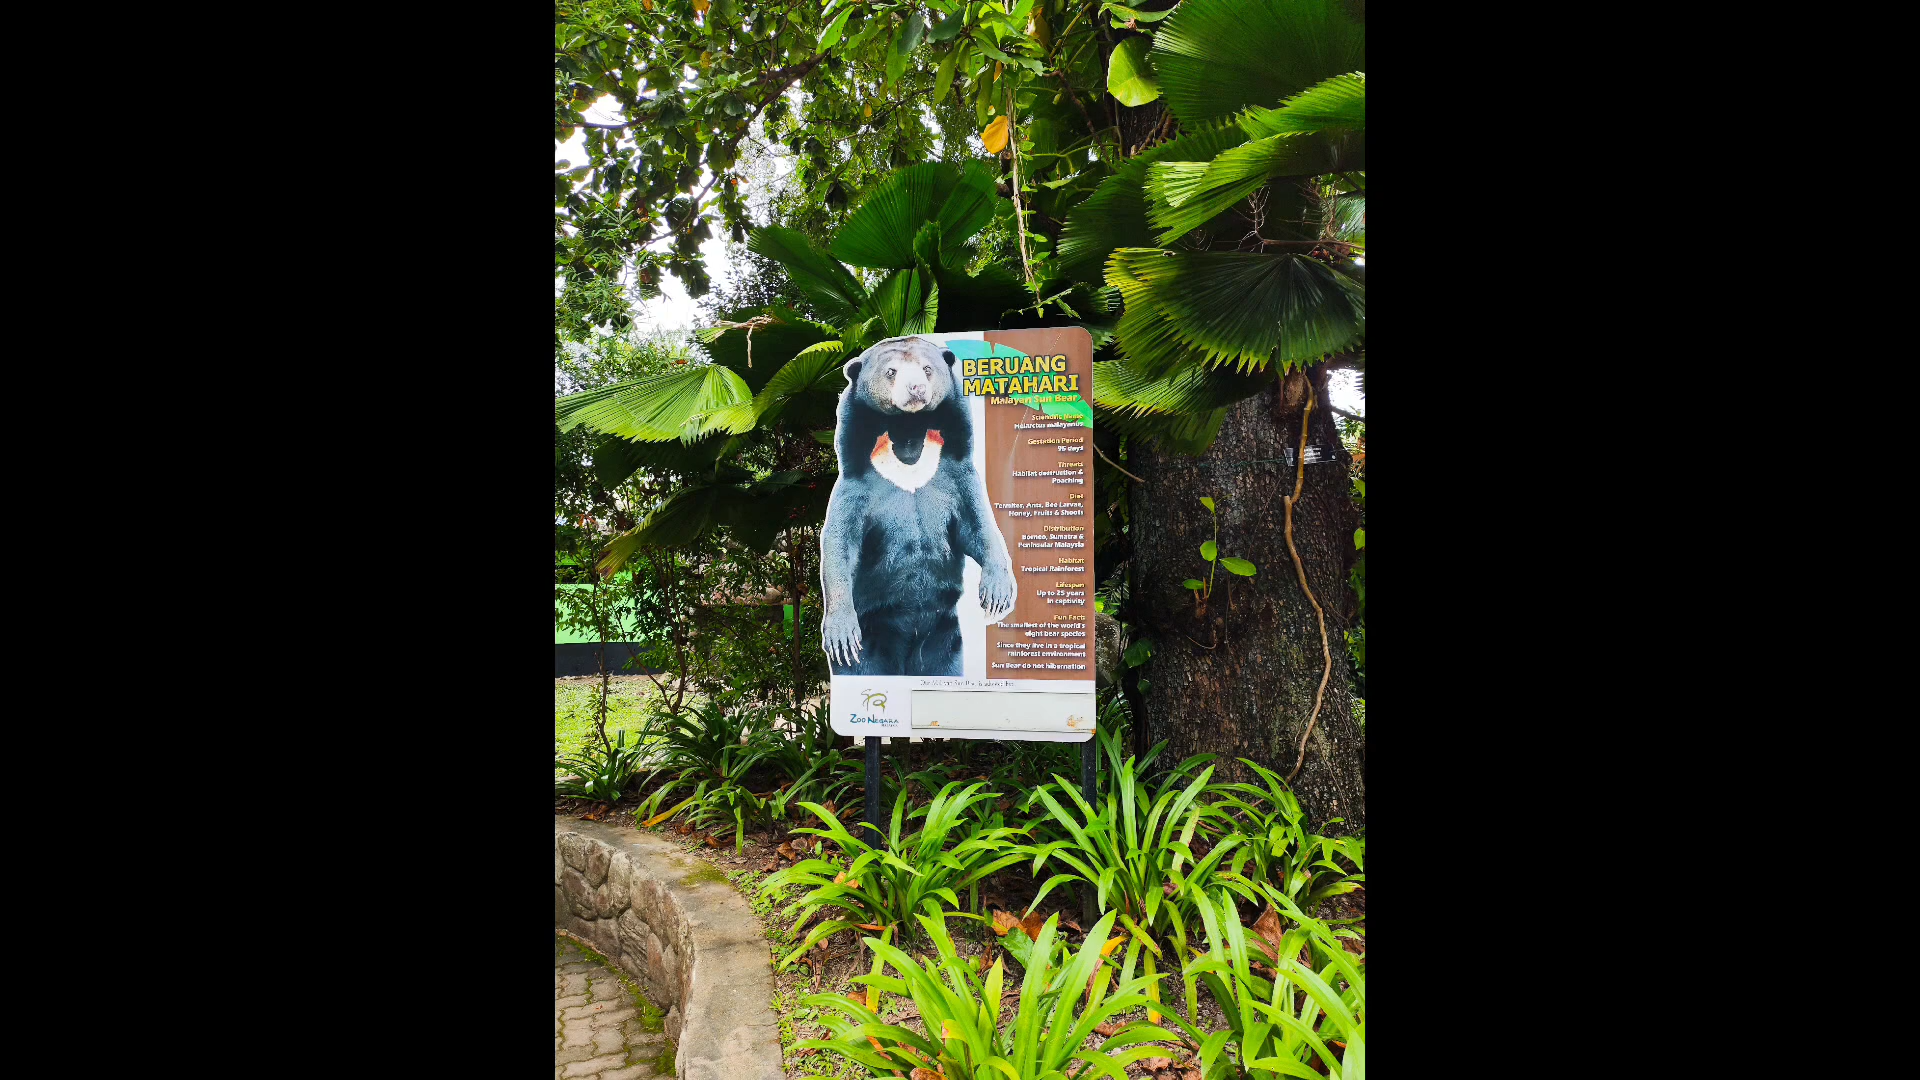 BERUANG
MATAHARI
Malayan Sun Bear
Scientific Name
Helarctus malayanus
Gestation Period
95 days
Threats
Habitat destruction &
Poaching
Diet
Termites, Ants, Bee Larvae,
Honey, Fruits & Shoots
Distribution
Borneo, Sumatra &
Peninsular Malaysia
Habitat
Tropical Rainforest
Lifespan
Up to 25 years
in captivity
Fun Facts
The smallest of the world's
eight bear species
Since they live in a tropical
rainforest environment
Sun Bear do not hibernation
Zoo Negara